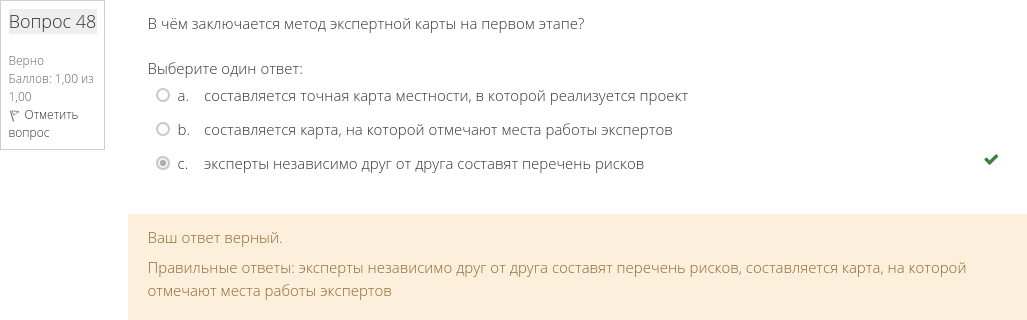 Вопрос 48
Верно
Баллов: 1,00 из
1,00
Отметить
вопрос
В чём заключается метод экспертной карты на первом этапе?
Выберите один ответ:
a. составляется точная карта местности, в которой реализуется проект
b. составляется карта, на которой отмечают места работы экспертов
c. эксперты независимо друг от друга составят перечень рисков
Ваш ответ верный.
Правильные ответы: эксперты независимо друг от друга составят перечень рисков, составляется карта, на которой
отмечают места работы экспертов